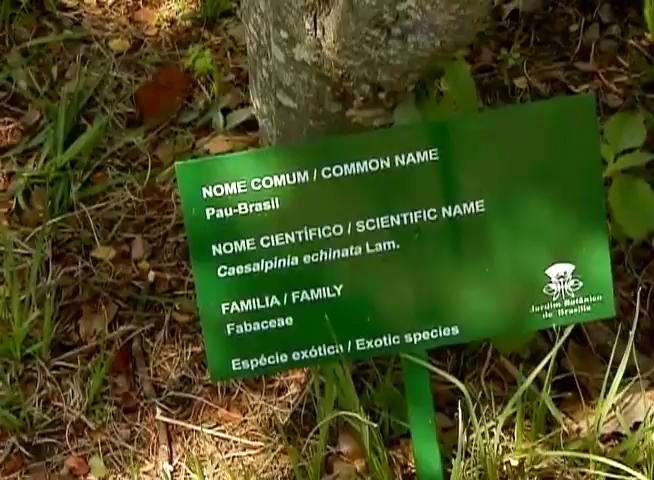 NOME COMUM / COMMON NAME
Pau-Brasil
NOME CIENTÍFICO / SCIENTIFIC NAME
Caesalpinia echinata Lam.
FAMILIA / FAMILY
Fabaceae
Espécie exótica / Exotic species
Jardim Botânico
de Brasília